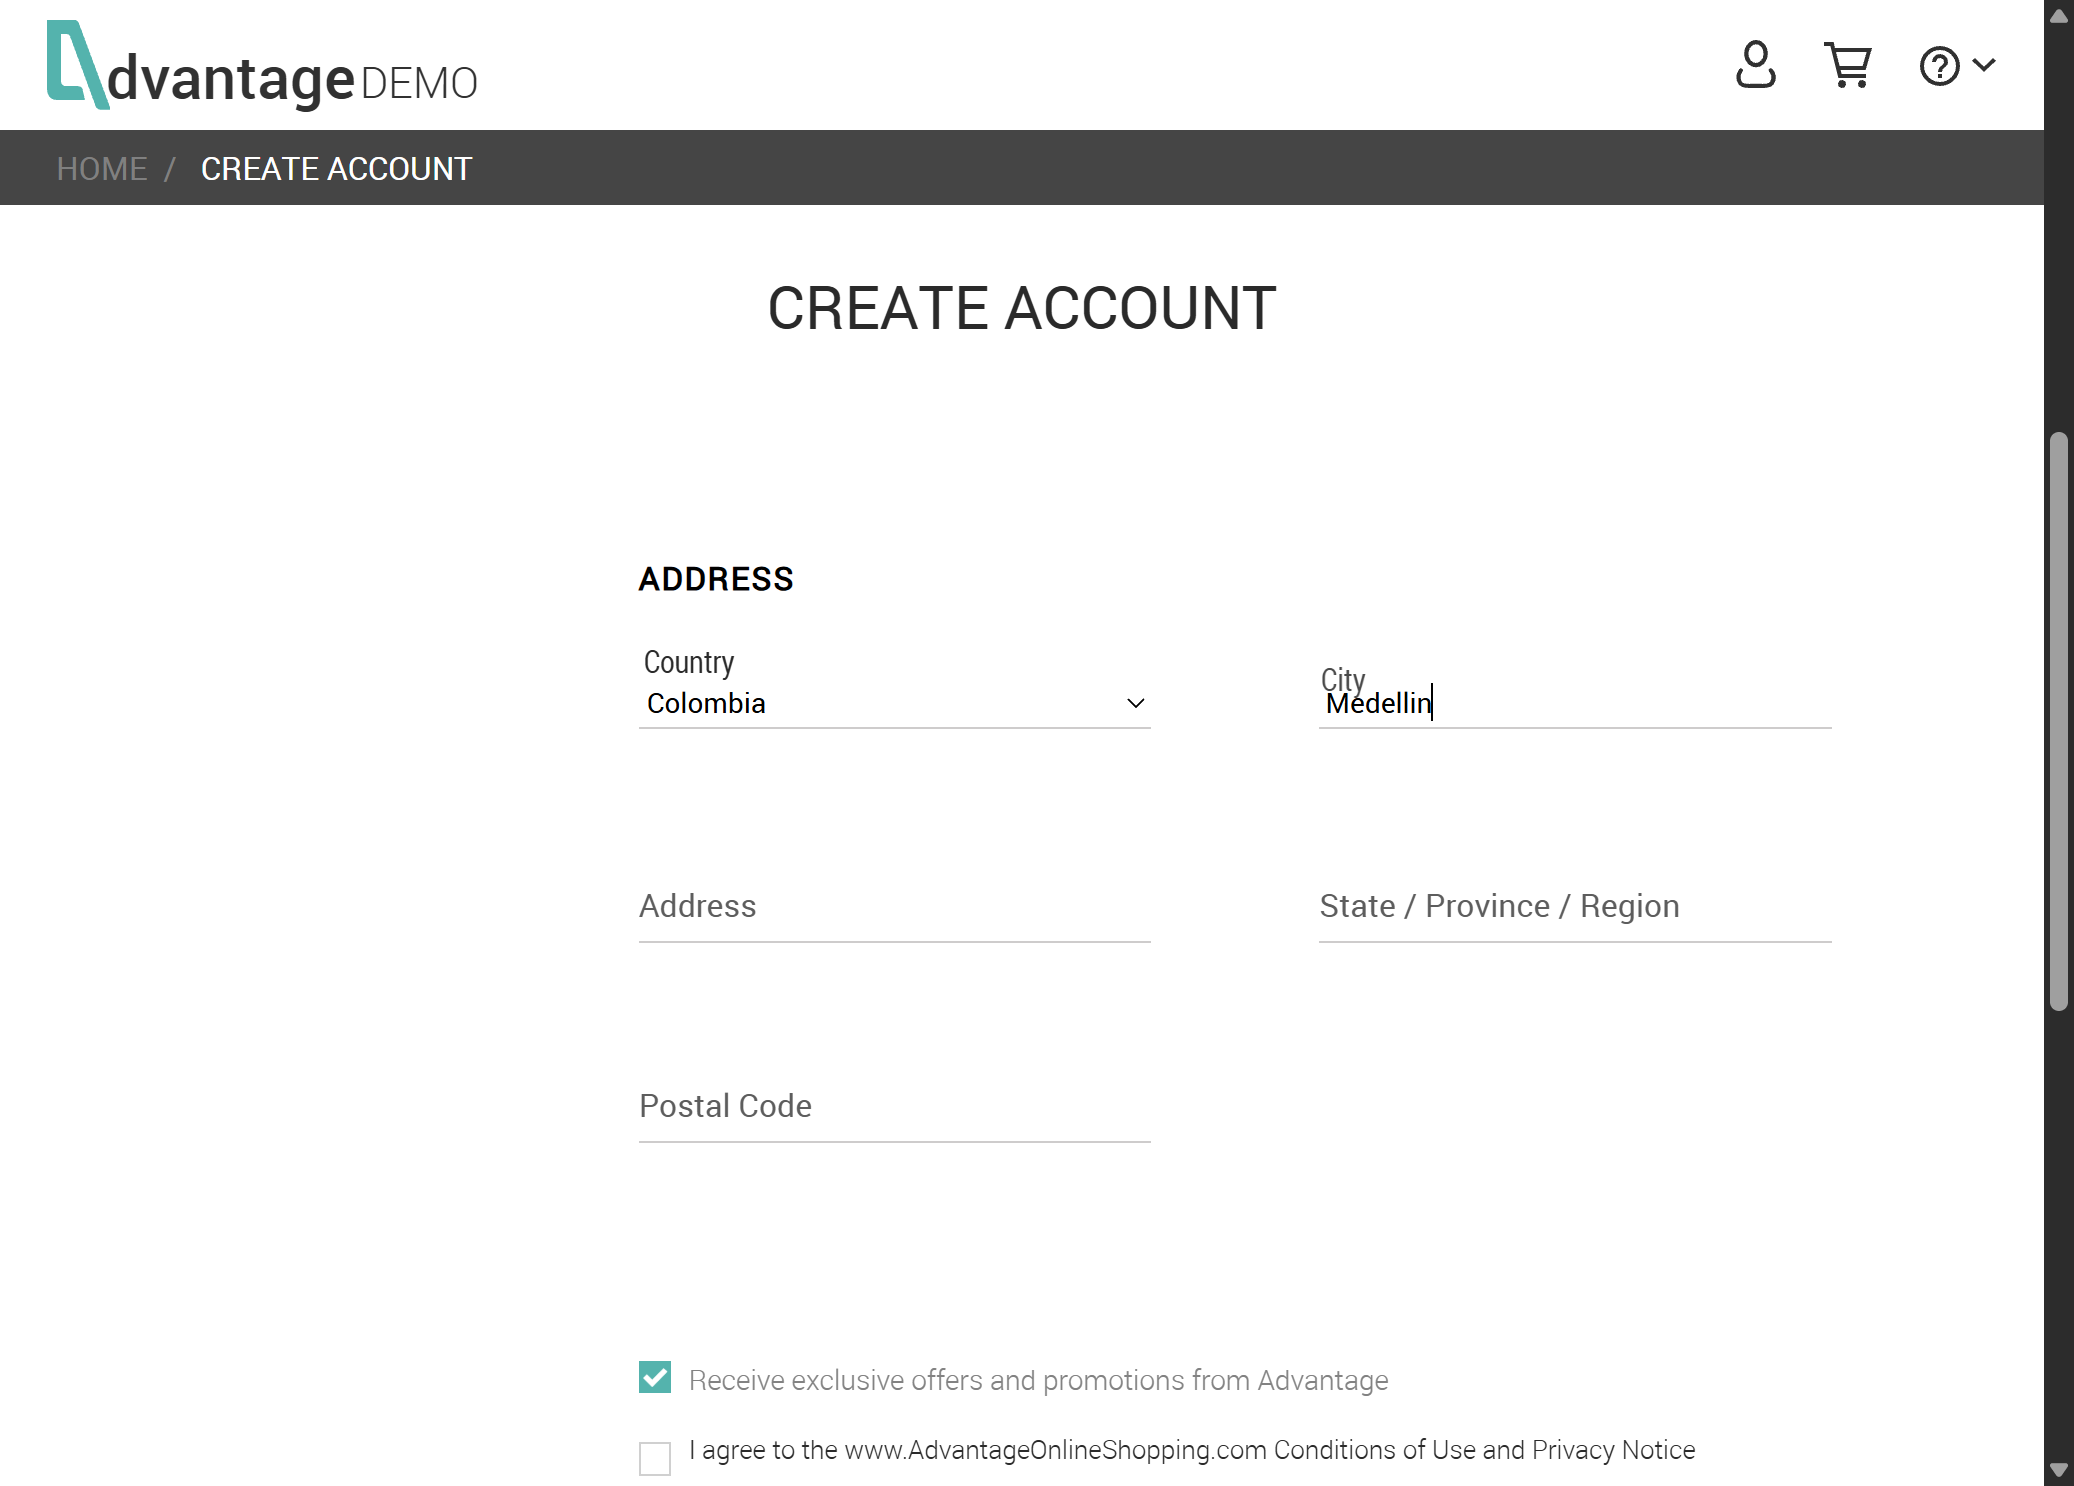 dvantage DEMO
HOME / CREATE ACCOUNT
CREATE ACCOUNT
ADDRESS
Country
Colombia
City
Medellin
Address
State / Province / Region
Postal Code
Receive exclusive offers and promotions from Advantage
I agree to the www.AdvantageOnlineShopping.com Conditions of Use and Privacy Notice